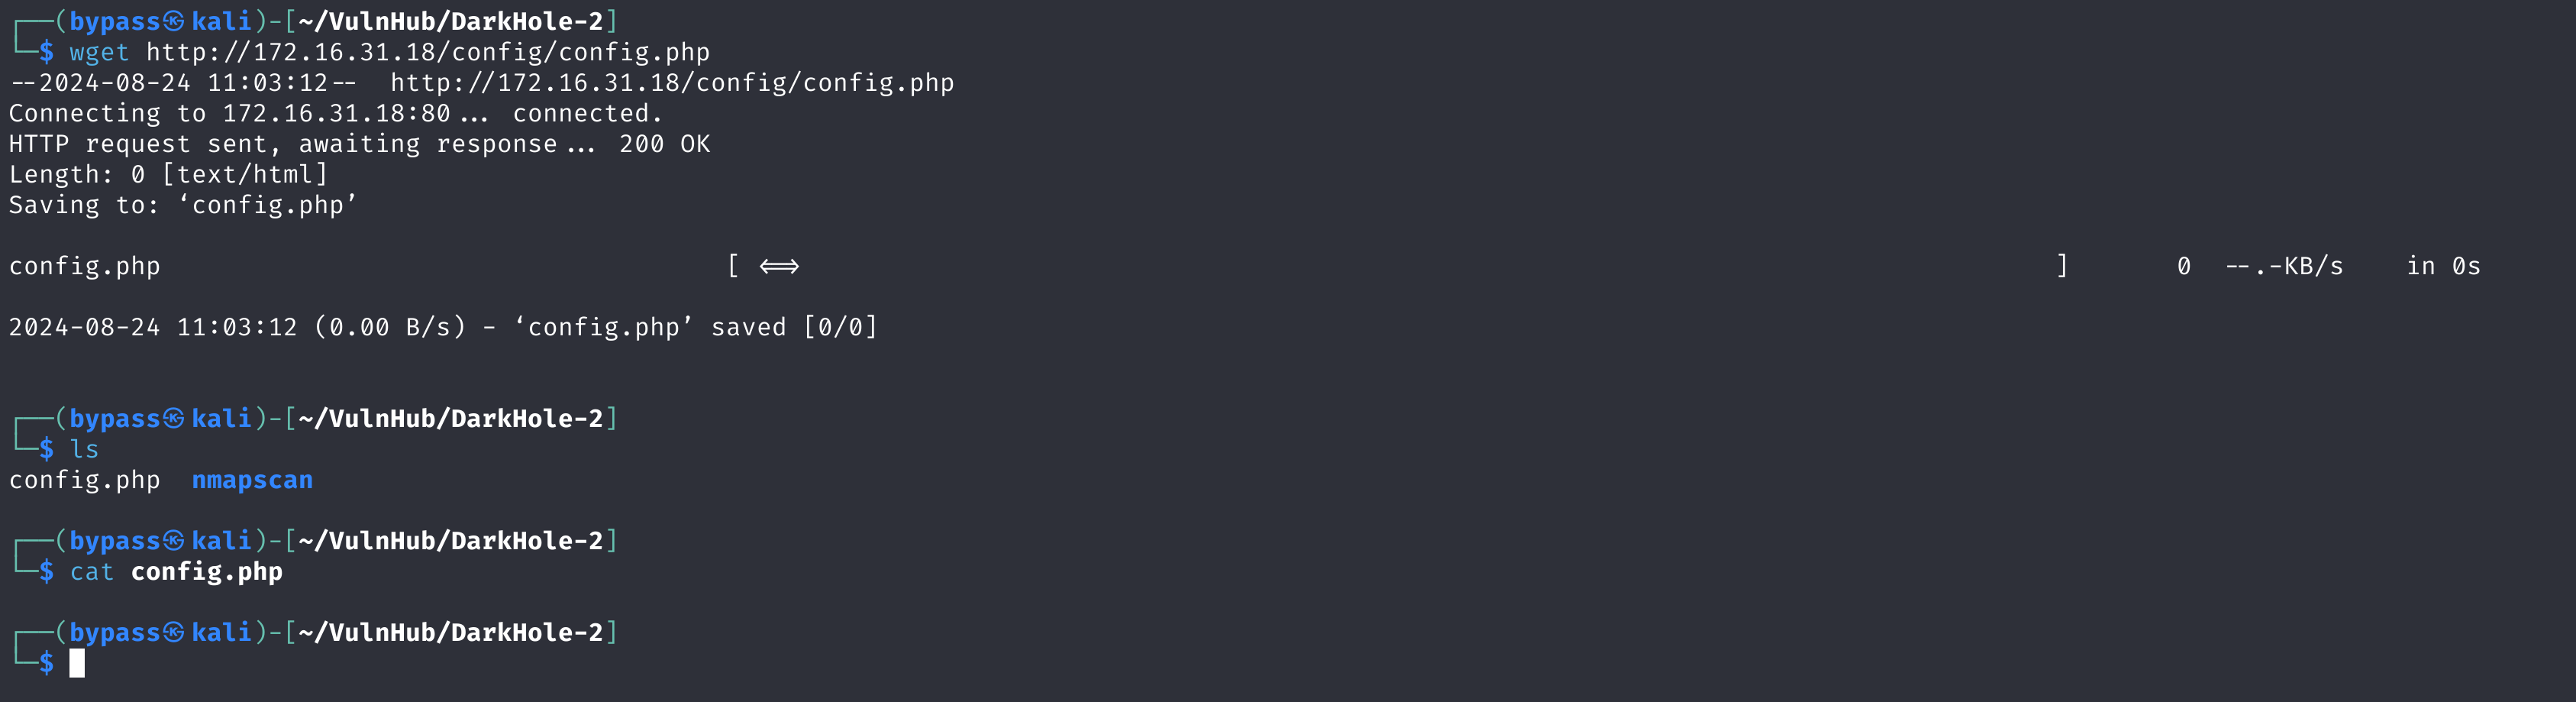 ┌──(bypass㉿kali)-[~/VulnHub/DarkHole-2]
└─$ wget http://172.16.31.18/config/config.php
--2024-08-24 11:03:12--  http://172.16.31.18/config/config.php
Connecting to 172.16.31.18:80... connected.
HTTP request sent, awaiting response... 200 OK
Length: 0 [text/html]
Saving to: ‘config.php’
config.php [ <=> ] 0 --.-KB/s in 0s
2024-08-24 11:03:12 (0.00 B/s) - ‘config.php’ saved [0/0]
┌──(bypass㉿kali)-[~/VulnHub/DarkHole-2]
└─$ ls
config.php  nmapscan
┌──(bypass㉿kali)-[~/VulnHub/DarkHole-2]
└─$ cat config.php
┌──(bypass㉿kali)-[~/VulnHub/DarkHole-2]
└─$